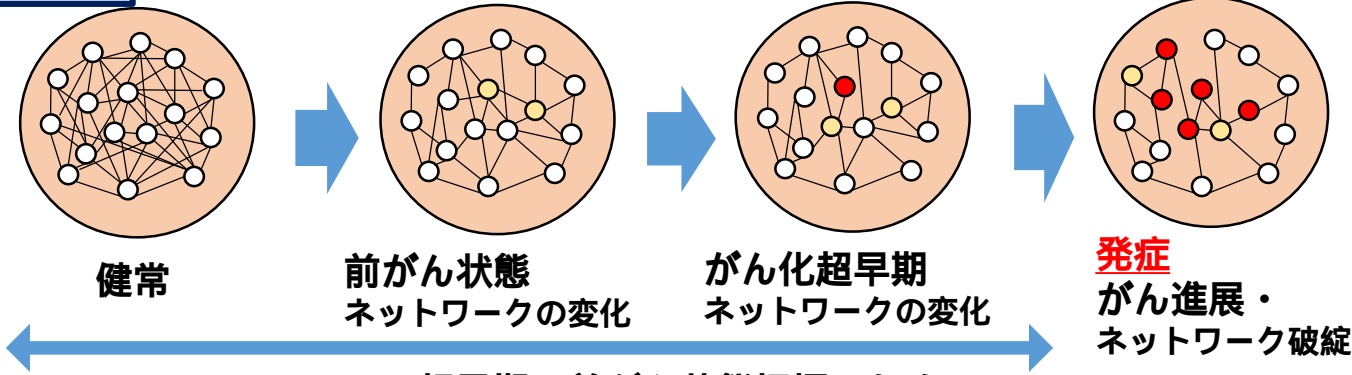 健常
前がん状態
ネットワークの変化
がん化超早期
ネットワークの変化
発症
がん進展・
ネットワーク破綻